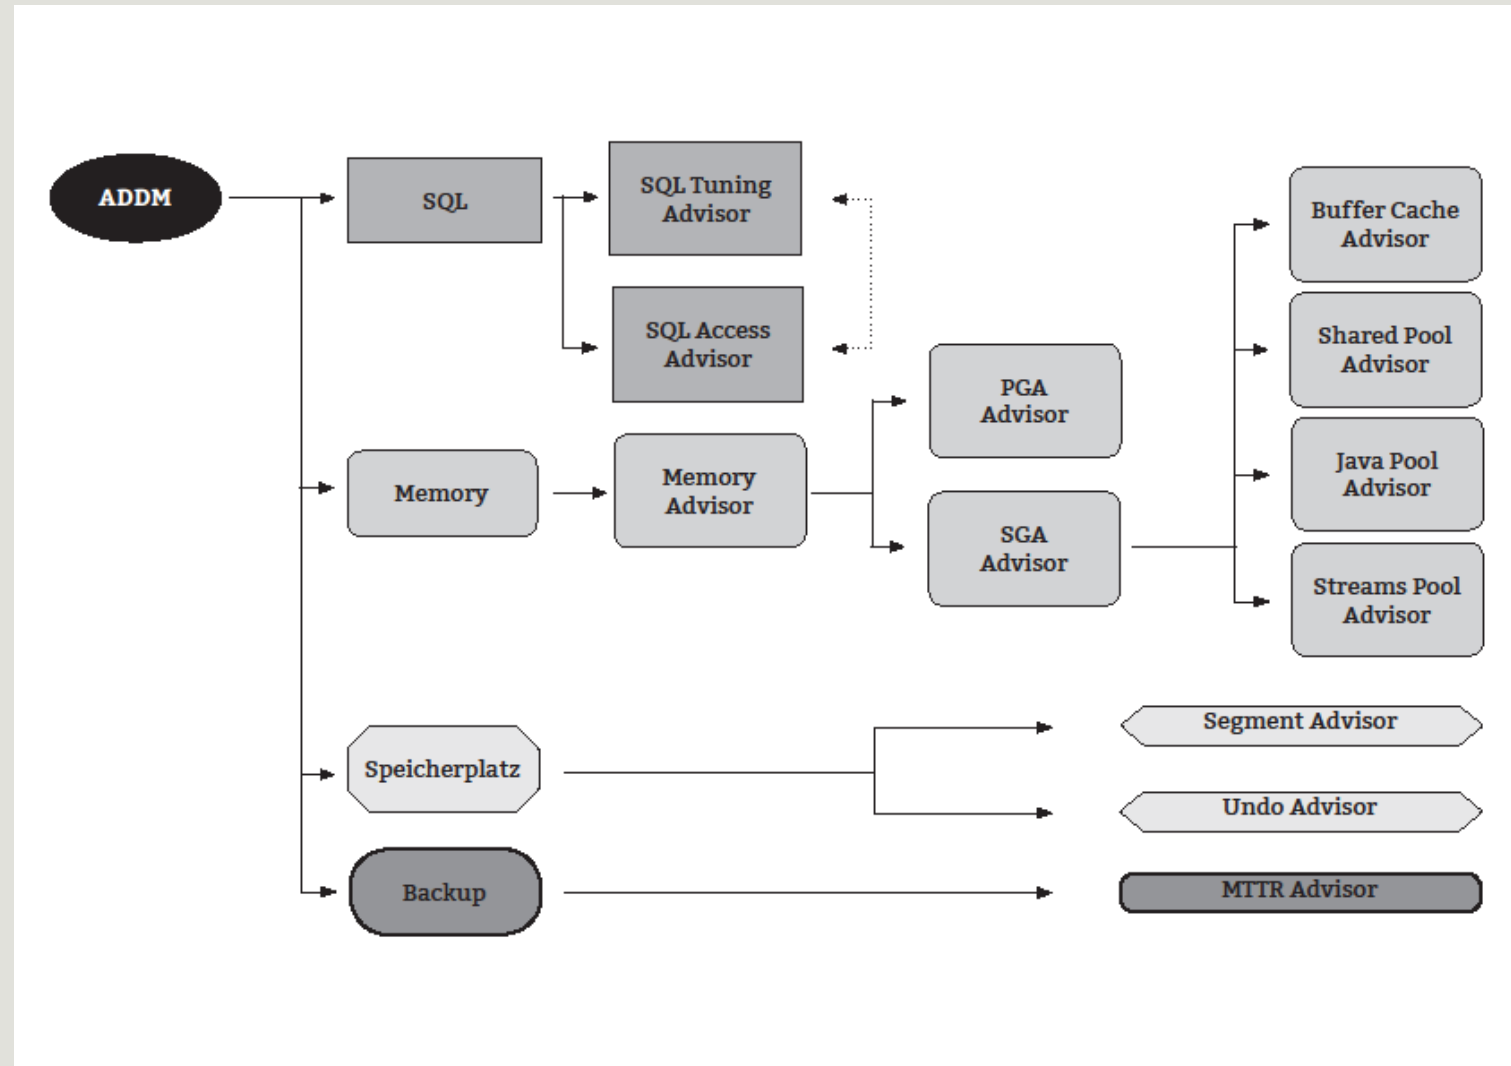 ADDM
SQL
SQL Tuning
Advisor
SQL Access
Advisor
Memory
Memory
Advisor
PGA
Advisor
SGA
Advisor
Buffer Cache
Advisor
Shared Pool
Advisor
Java Pool
Advisor
Streams Pool
Advisor
Speicherplatz
Segment Advisor
Undo Advisor
Backup
MTTR Advisor